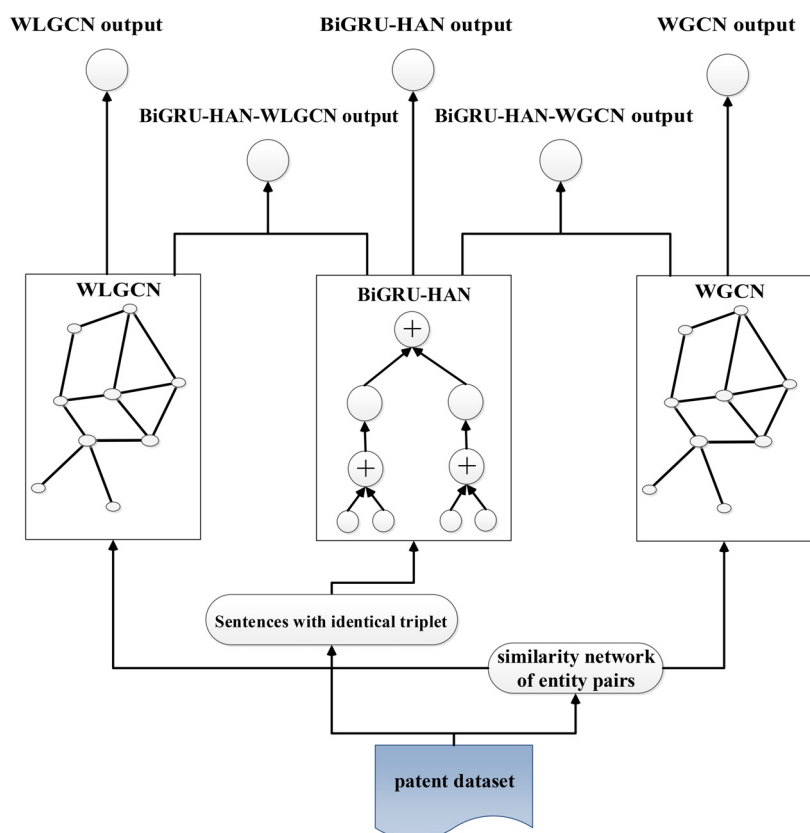 WLGCN output
BiGRU-HAN output
WGCN output
BiGRU-HAN-WLGCN output
BiGRU-HAN-WGCN output
WLGCN
BiGRU-HAN
WGCN
+
+
+
Sentences with identical triplet
similarity network
of entity pairs
patent dataset